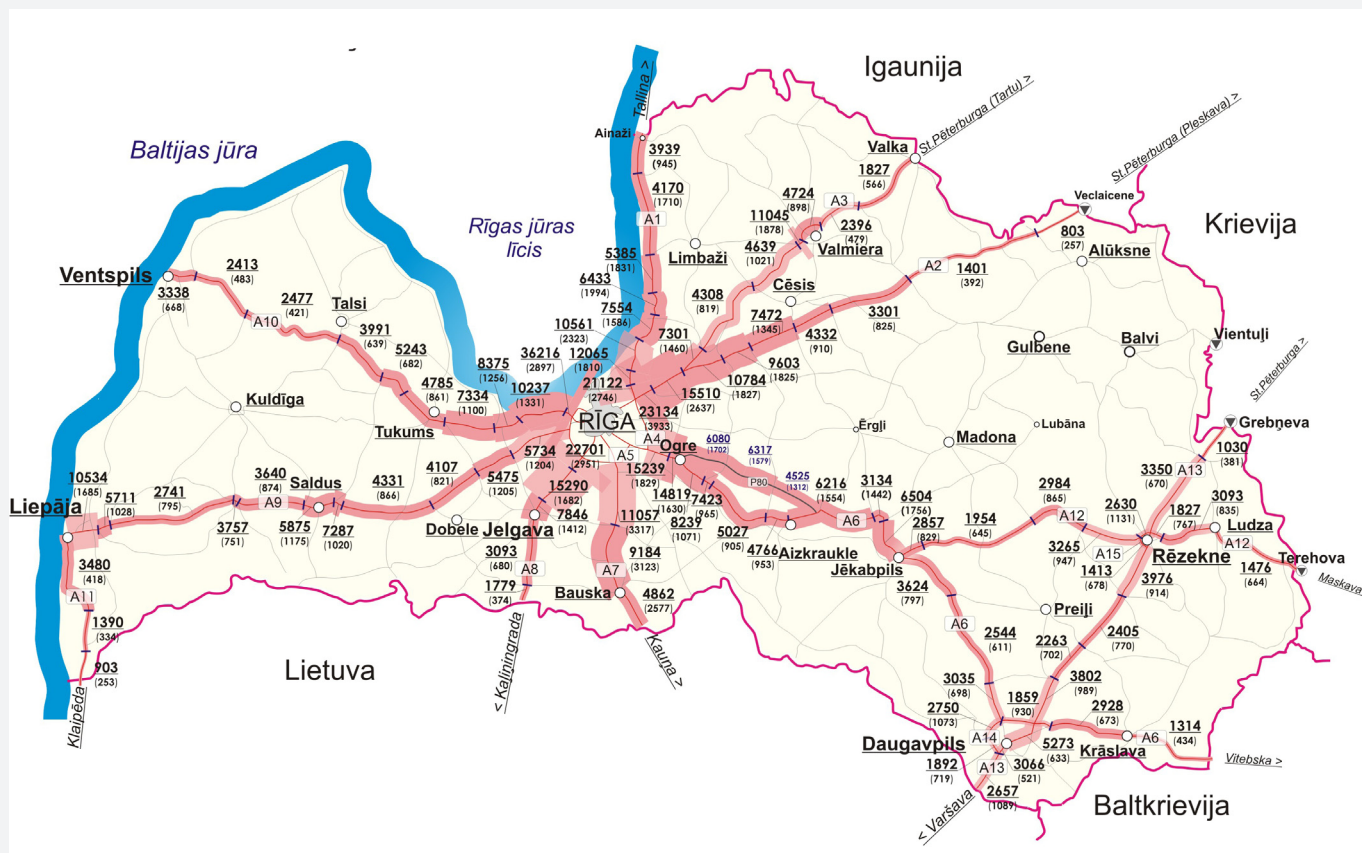 Igaunija
Tallina >
St.Pēterburga (Tartu) >
St.Pēterburga (Pleskava) >
Baltijas jūra
Ainaži
Valka
3939
(945)
1827
(566)
4170
(1710)
A1
4724
(898)
A3
Veclaicene
Rīgas jūras
līcis
11045
(1878)
2396
(479)
Krievija
803
(257)
Limbaži
4639
(1021)
Valmiera
Alūksne
5385
(1831)
Ventspils
2413
(483)
3338
(668)
6433
(1994)
A2
1401
(392)
Cēsis
4308
(819)
2477
(421)
Talsi
A10
7554
(1586)
7472
(1345)
3301
(825)
10561
(2323)
7301
(1460)
4332
(910)
Gulbene
Balvi
Vientuļi
3991
(639)
5243
(682)
8375
(1256)
36216
(2897)
12065
(1810)
9603
(1825)
St.Pēterburga >
4785
(861)
7334
(1100)
10237
(1331)
21122
(2746)
10784
(1827)
15510
(2637)
Kuldīga
Tukums
RĪGA
23134
(3933)
A4
Ērgļi
Lubāna
Grebņeva
Madona
1030
(381)
Ogre
6080
(1702)
6317
(1579)
4525
(1312)
P80
22701
(2951)
A5
5734
(1204)
15239
(1829)
10534
(1685)
5711
(1028)
2741
(795)
3640
(874)
Saldus
4331
(866)
4107
(821)
5475
(1205)
15290
(1682)
14819
(1630)
7423
(965)
6216
(1554)
3134
(1442)
6504
(1756)
2984
(865)
3350
(670)
A13
Liepāja
A9
3757
(751)
5875
(1175)
7287
(1020)
Dobele
Jelgava
7846
(1412)
11057
(3317)
8239
(1071)
5027
(905)
A6
2857
(829)
1954
(645)
A12
2630
(1131)
1827
(767)
3093
(835)
Ludza
A12
4766
(953)
Aizkraukle
Jēkabpils
3265
(947)
A15
Rēzekne
1476
(664)
Terehova
Maskava
3480
(418)
A11
3093
(680)
A8
A7
9184
(3123)
1413
(678)
3976
(914)
1779
(374)
Bauska
4862
(2577)
3624
(797)
A6
Preiļi
1390
(334)
903
(253)
Klaipēda
Lietuva
< Kaļiņingrada
Kauņa >
2544
(611)
2263
(702)
2405
(770)
3035
(698)
1859
(930)
3802
(989)
2750
(1073)
2928
(673)
1314
(434)
A14
A6
Daugavpils
5273
(633)
Krāslava
1892
(719)
A13
3066
(521)
Vitebska >
2657
(1089)
< Varšava
Baltkrievija